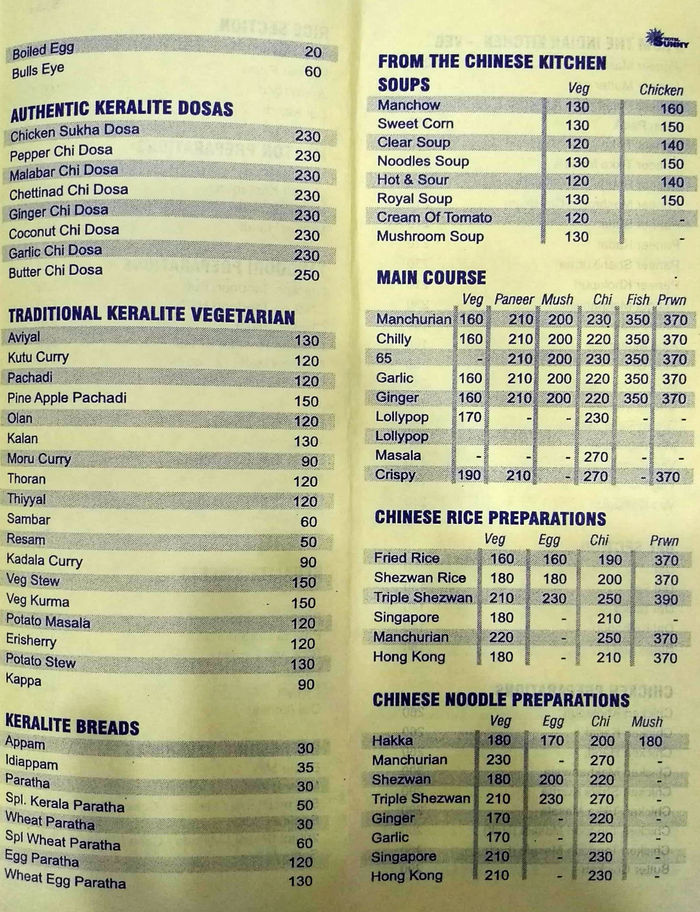 Boiled Egg 20
Bulls Eye 60
AUTHENTIC KERALITE DOSAS
Chicken Sukha Dosa 230
Pepper Chi Dosa 230
Malabar Chi Dosa 230
Chettinad Chi Dosa 230
Ginger Chi Dosa 230
Coconut Chi Dosa 230
Garlic Chi Dosa 230
Butter Chi Dosa 250
TRADITIONAL KERALITE VEGETARIAN
Aviyal 130
Kutu Curry 120
Pachadi 120
Pine Apple Pachadi 150
Olan 120
Kalan 130
Moru Curry 90
Thoran 120
Thiyyal 120
Sambar 60
Resam 50
Kadala Curry 90
Veg Stew 150
Veg Kurma 150
Potato Masala 120
Erisherry 120
Potato Stew 130
Kappa 90
KERALITE BREADS
Appam 30
Idiappam 35
Paratha 30
Spl. Kerala Paratha 50
Wheat Paratha 30
Spl Wheat Paratha 60
Egg Paratha 120
Wheat Egg Paratha 130
SUNNY
FROM THE CHINESE KITCHEN
SOUPS Veg Chicken
Manchow 130 160
Sweet Corn 130 150
Clear Soup 120 140
Noodles Soup 130 150
Hot & Sour 120 140
Royal Soup 130 150
Cream Of Tomato 120 -
Mushroom Soup 130 -
MAIN COURSE
Veg Paneer Mush Chi Fish Prwn
Manchurian 160 210 200 230 350 370
Chilly 160 210 200 220 350 370
65 - 210 200 230 350 370
Garlic 160 210 200 220 350 370
Ginger 160 210 200 220 350 370
Lollypop 170 - - 230 - -
Lollypop
Masala - - - 270 - -
Crispy 190 210 - 270 - 370
CHINESE RICE PREPARATIONS
Veg Egg Chi Prwn
Fried Rice 160 160 190 370
Shezwan Rice 180 180 200 370
Triple Shezwan 210 230 250 390
Singapore 180 - 210 -
Manchurian 220 - 250 370
Hong Kong 180 - 210 370
CHINESE NOODLE PREPARATIONS
Veg Egg Chi Mush
Hakka 180 170 200 180
Manchurian 230 - 270 -
Shezwan 180 200 220 -
Triple Shezwan 210 230 270 -
Ginger 170 - 220 -
Garlic 170 - 220 -
Singapore 210 - 230 -
Hong Kong 210 - 230 -